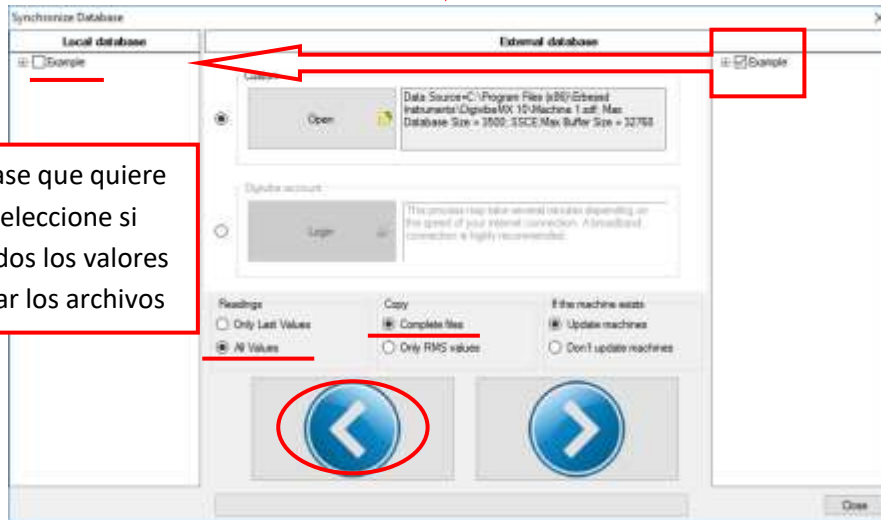 Synchronize Database
Local database
External database
Example
Example
Open
Data Source=C:\Program Files (x86)\Erbessd
Instruments\DigivibeMX 10\Machine 1.sdf; Max
Database Size = 3500; SSCE:Max Buffer Size = 32768
ase que quiere
eleccione si
dos los valores
ar los archivos
Digivibe account
Login
This process may take several minutes depending on
the speed of your internet connection. A broadband
connection is highly recommended.
Readings
Only Last Values
All Values
Copy
Complete files
Only RMS values
If the machine exists
Update machines
Don't update machines
Close